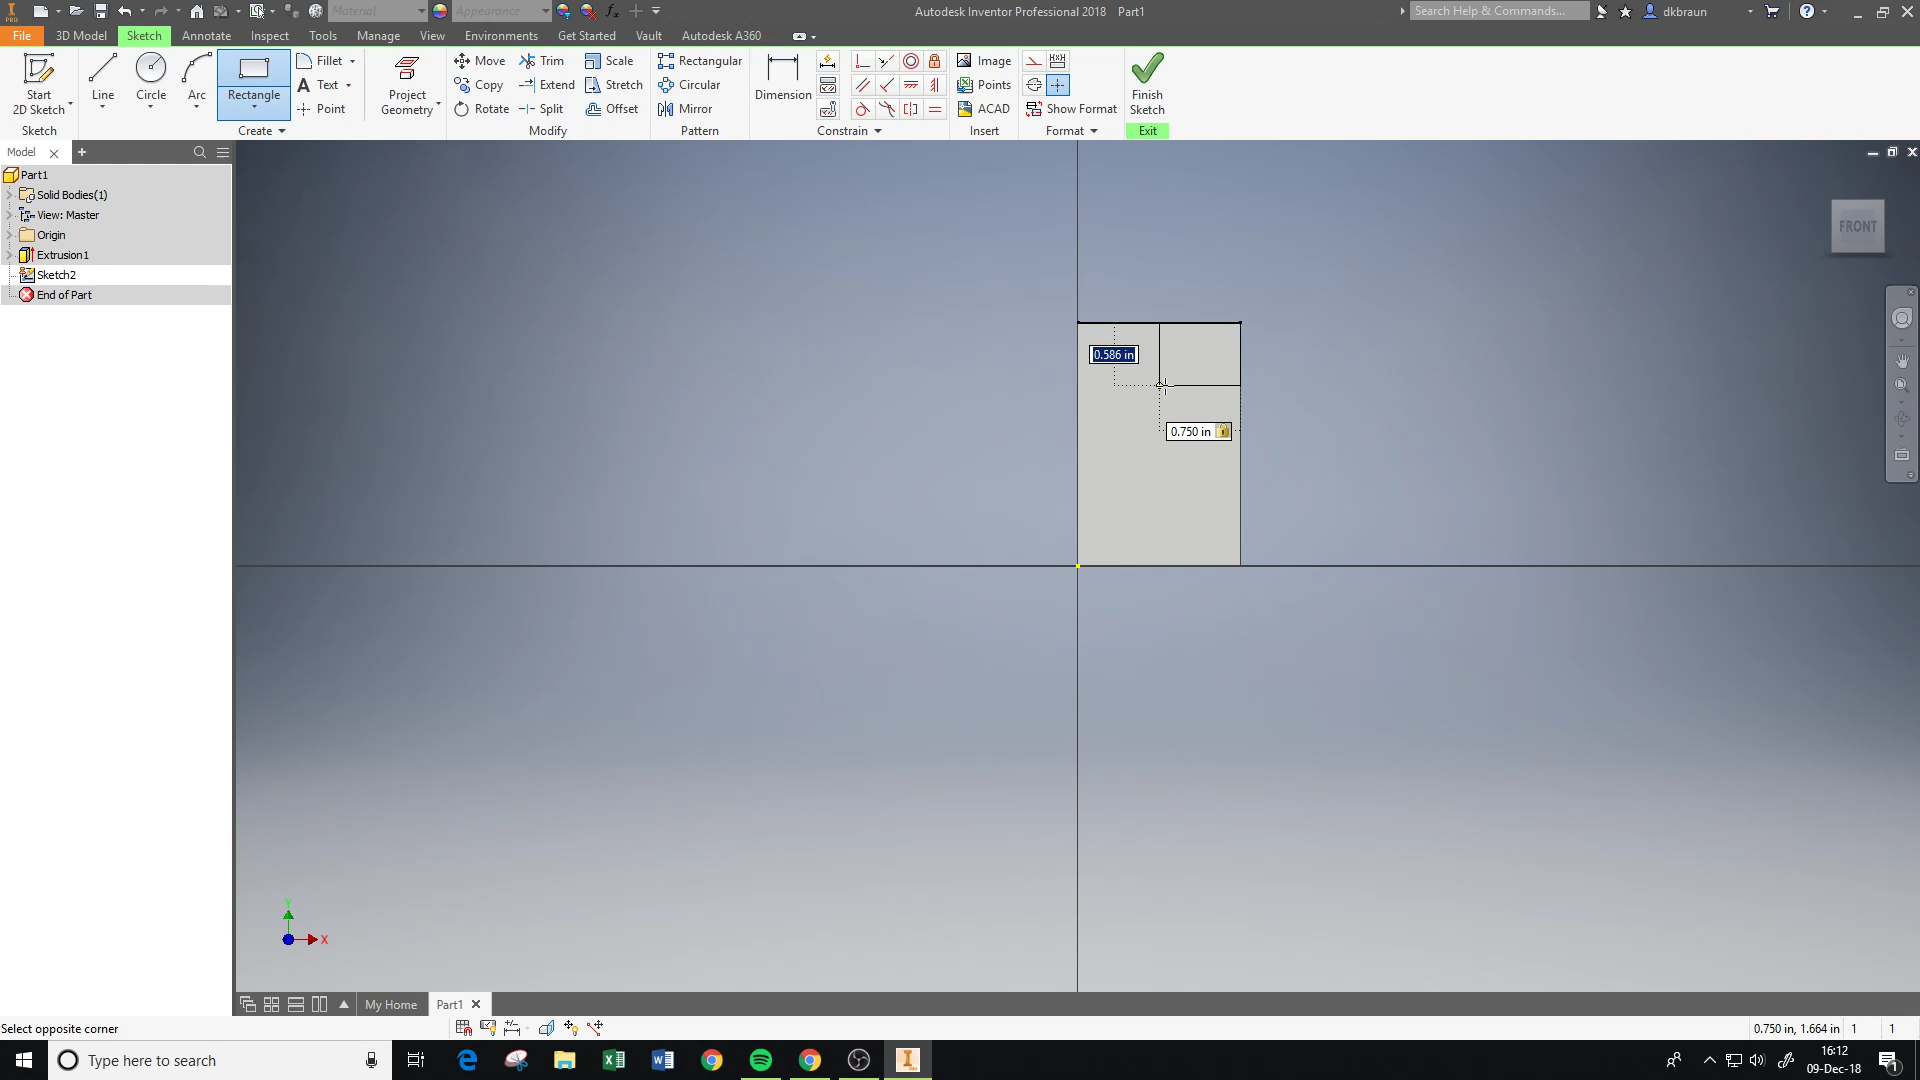 PRO
Material
Appearance
Autodesk Inventor Professional 2018 Part1
Search Help & Commands...
dkbraun
File
3D Model
Sketch
Annotate
Inspect
Tools
Manage
View
Environments
Get Started
Vault
Autodesk A360
Start
2D Sketch
Line
Circle
Arc
Rectangle
Fillet
Text
Point
Project
Geometry
Move
Copy
Rotate
Trim
Extend
Split
Scale
Stretch
Offset
Rectangular
Circular
Mirror
Dimension
Image
Points
ACAD
Show Format
Finish
Sketch
Sketch
Create
Modify
Pattern
Constrain
Insert
Format
Exit
Model
Part1
Solid Bodies(1)
View: Master
Origin
Extrusion1
Sketch2
End of Part
FRONT
0.586 in
0.750 in
Y
X
My Home
Part1
Select opposite corner
0.750 in, 1.664 in 1 1
Type here to search
16:12
09-Dec-18
1